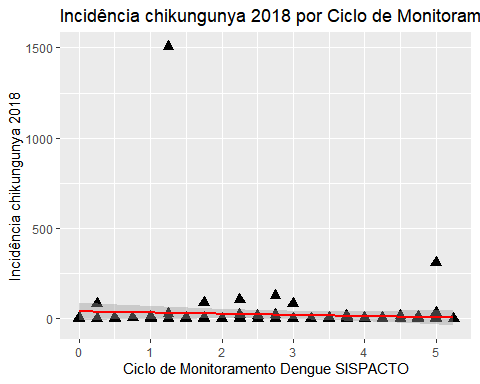 Incidência chikungunya 2018 por Ciclo de Monitoram
1500
1000
500
0
Incidência chikungunya 2018
0 1 2 3 4 5
Ciclo de Monitoramento Dengue SISPACTO